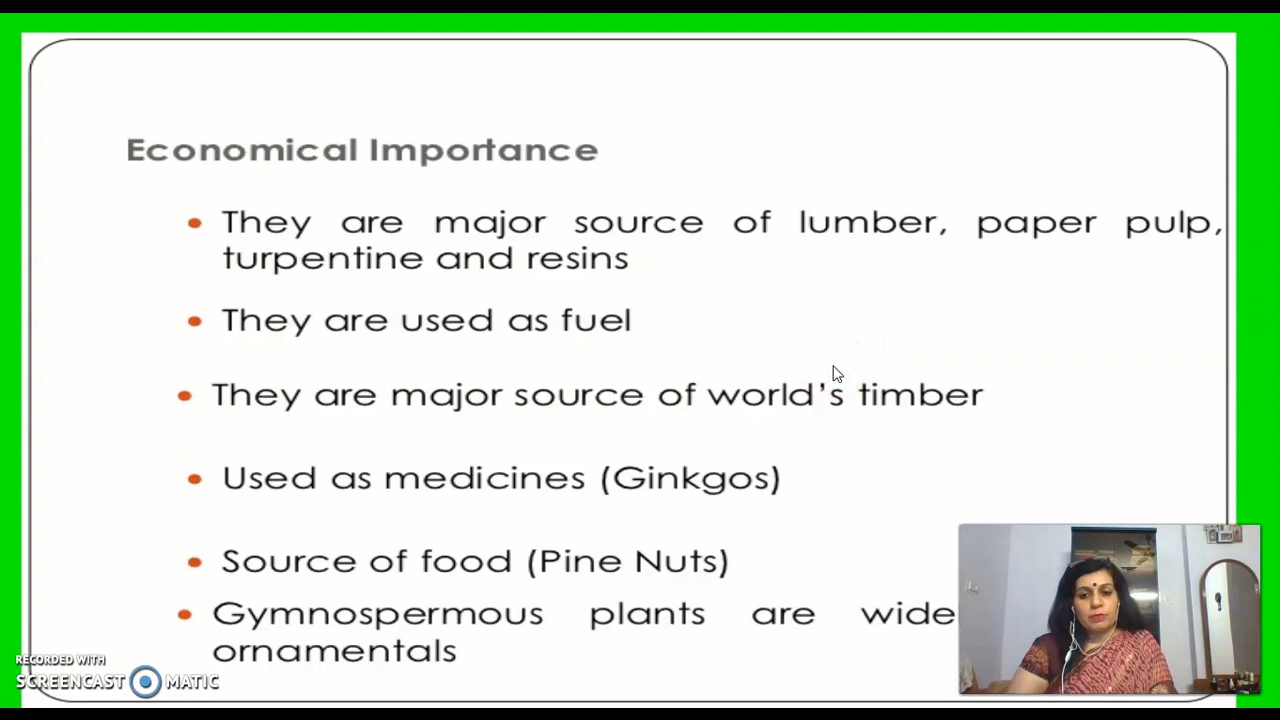 Economical Importance
• They are major source of lumber, paper pulp,
turpentine and resins
• They are used as fuel
• They are major source of world's timber
• Used as medicines (Ginkgos)
• Source of food (Pine Nuts)
• Gymnospermous plants are wide
ornamentals
RECORDED WITH
SCREENCAST MATIC